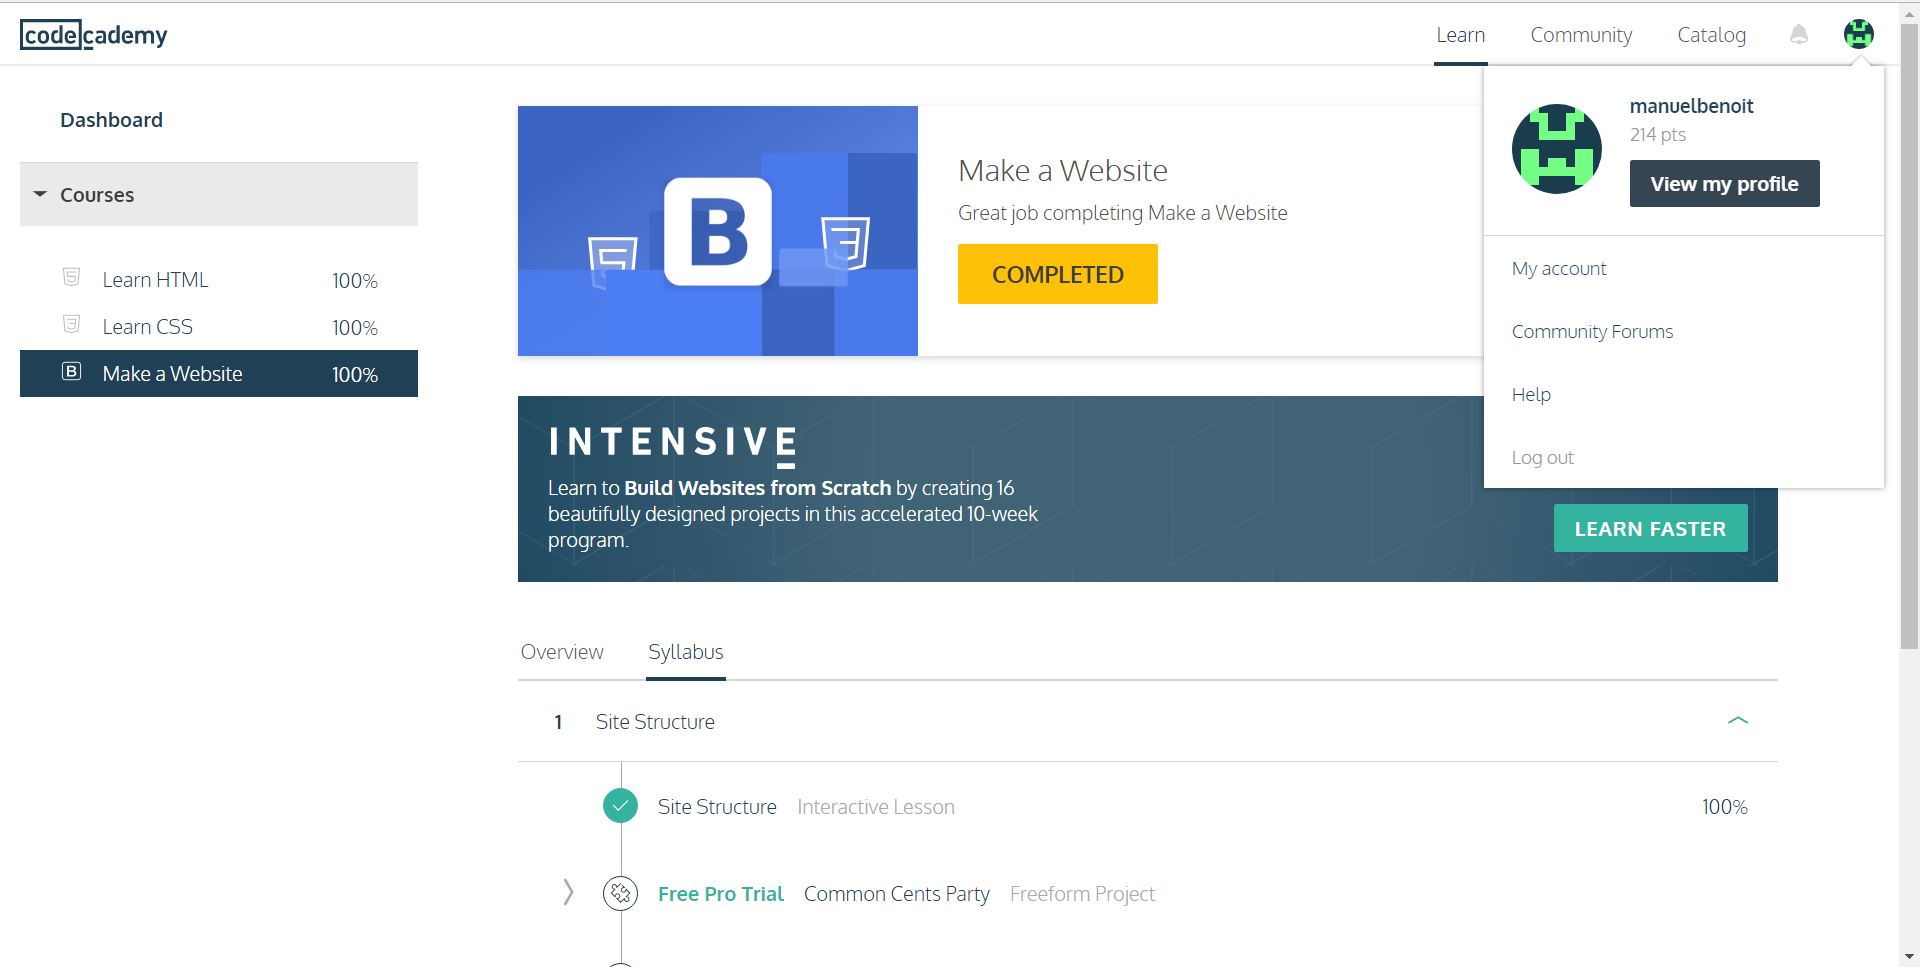 codecademy
Learn
Community
Catalog
Dashboard
Courses
Learn HTML 100%
Learn CSS 100%
B Make a Website 100%
B
5
3
Make a Website
Great job completing Make a Website
COMPLETED
manuelbenoit
214 pts
View my profile
My account
Community Forums
Help
Log out
INTENSIVE
Learn to Build Websites from Scratch by creating 16
beautifully designed projects in this accelerated 10-week
program.
LEARN FASTER
Overview Syllabus
1 Site Structure
Site Structure Interactive Lesson 100%
Free Pro Trial Common Cents Party Freeform Project